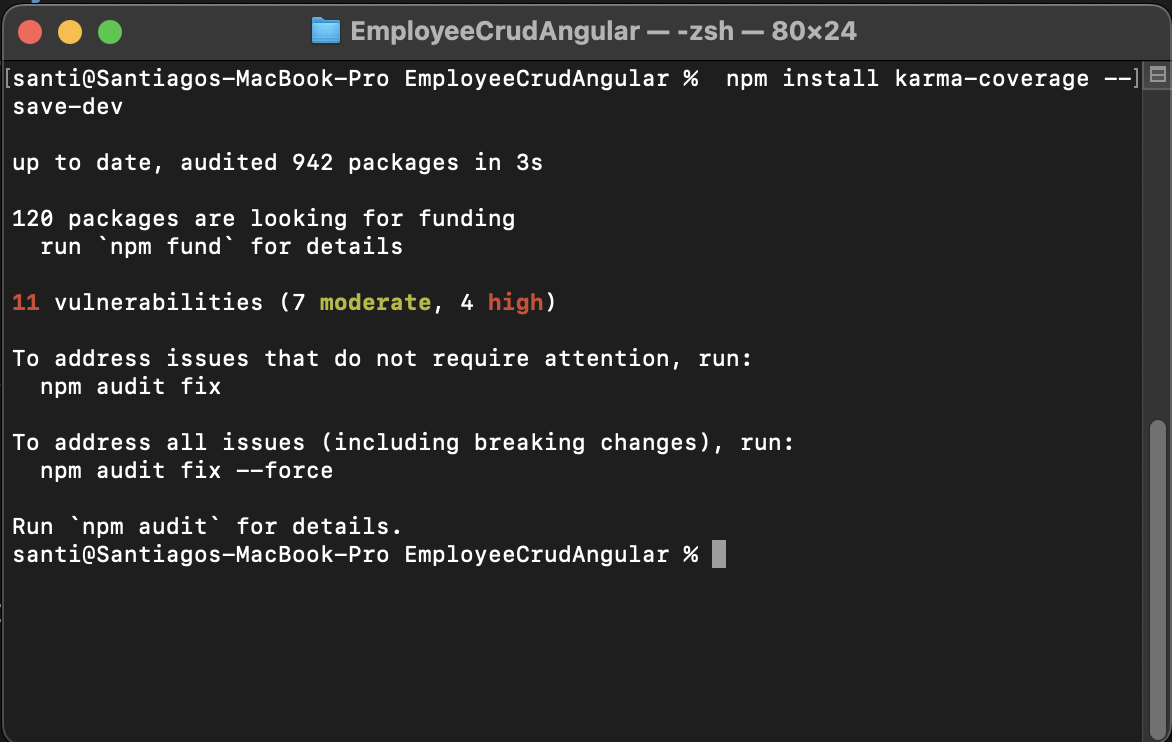 EmployeeCrudAngular — -zsh — 80×24
[santi@Santiagos-MacBook-Pro EmployeeCrudAngular %  npm install karma-coverage --]
save-dev
up to date, audited 942 packages in 3s
120 packages are looking for funding
  run `npm fund` for details
11 vulnerabilities (7 moderate, 4 high)
To address issues that do not require attention, run:
  npm audit fix
To address all issues (including breaking changes), run:
  npm audit fix --force
Run `npm audit` for details.
santi@Santiagos-MacBook-Pro EmployeeCrudAngular %